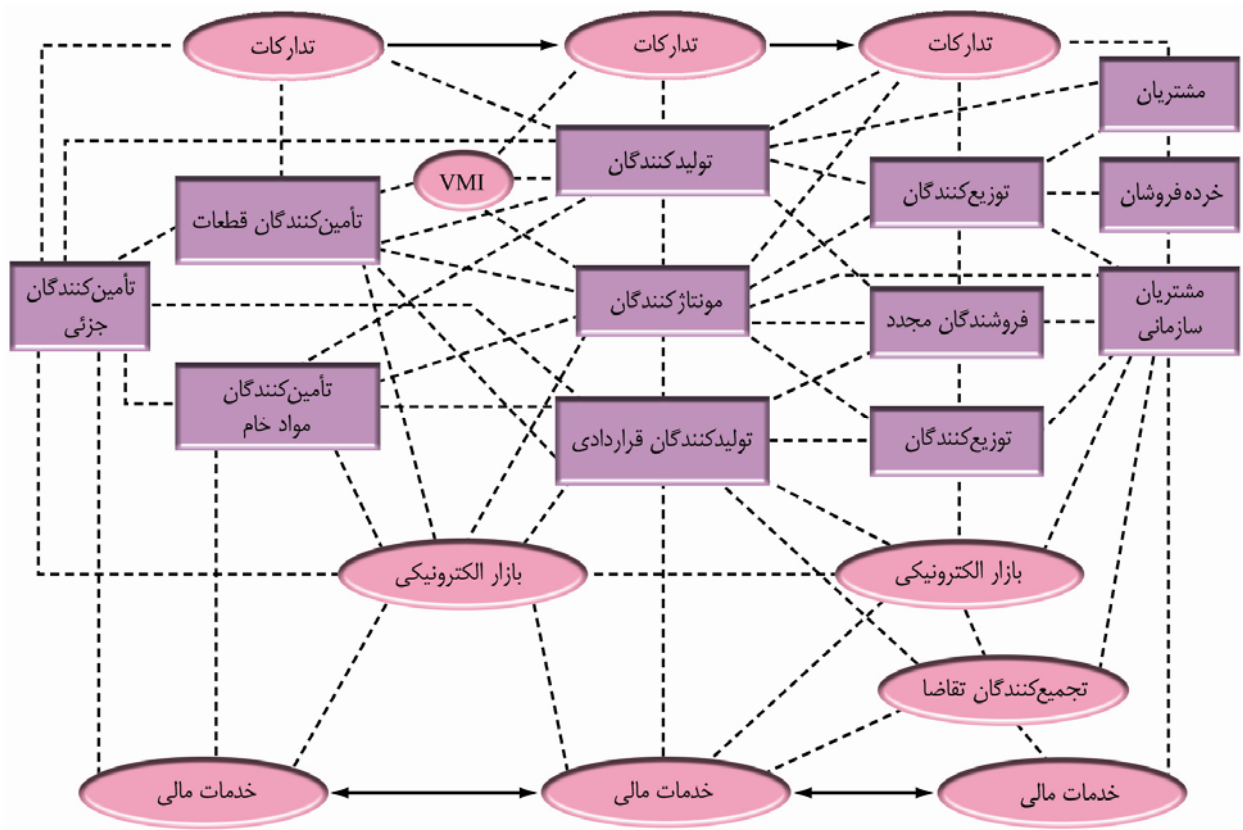 تدارکات
تدارکات
تدارکات
مشتریان
تولیدکنندگان
VMI
توزیع‌کنندگان
خرده‌فروشان
تأمین‌کنندگان قطعات
تأمین‌کنندگان
جزئی
مونتاژکنندگان
فروشندگان مجدد
مشتریان
سازمانی
تأمین‌کنندگان
مواد خام
تولیدکنندگان قراردادی
توزیع‌کنندگان
بازار الکترونیکی
بازار الکترونیکی
تجمیع‌کنندگان تقاضا
خدمات مالی
خدمات مالی
خدمات مالی